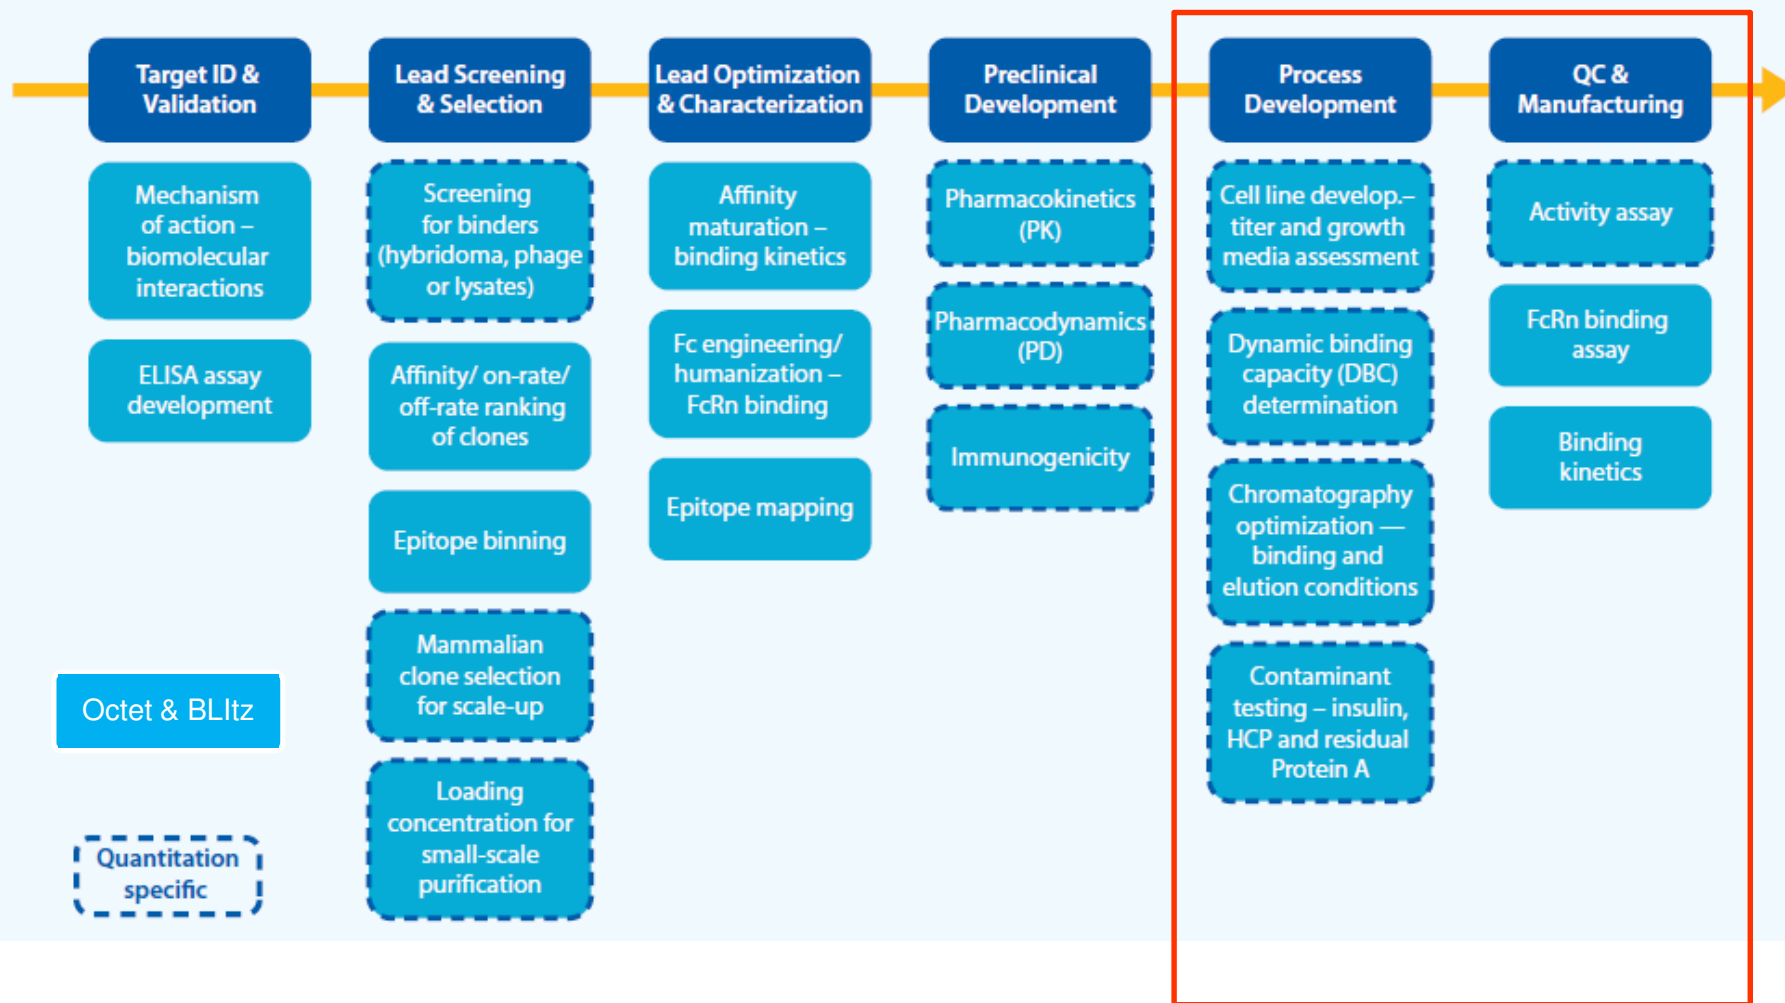 Target ID &
Validation
Mechanism
of action –
biomolecular
interactions
ELISA assay
development
Lead Screening
& Selection
Screening
for binders
(hybridoma, phage
or lysates)
Affinity/ on-rate/
off-rate ranking
of clones
Epitope binning
Mammalian
clone selection
for scale-up
Loading
concentration for
small-scale
purification
Lead Optimization
& Characterization
Affinity
maturation –
binding kinetics
Fc engineering/
humanization –
FcRn binding
Epitope mapping
Preclinical
Development
Pharmacokinetics
(PK)
Pharmacodynamics
(PD)
Immunogenicity
Process
Development
Cell line develop.–
titer and growth
media assessment
Dynamic binding
capacity (DBC)
determination
Chromatography
optimization —
binding and
elution conditions
Contaminant
testing – insulin,
HCP and residual
Protein A
QC &
Manufacturing
Activity assay
FcRn binding
assay
Binding
kinetics
Octet & BLItz
Quantitation
specific